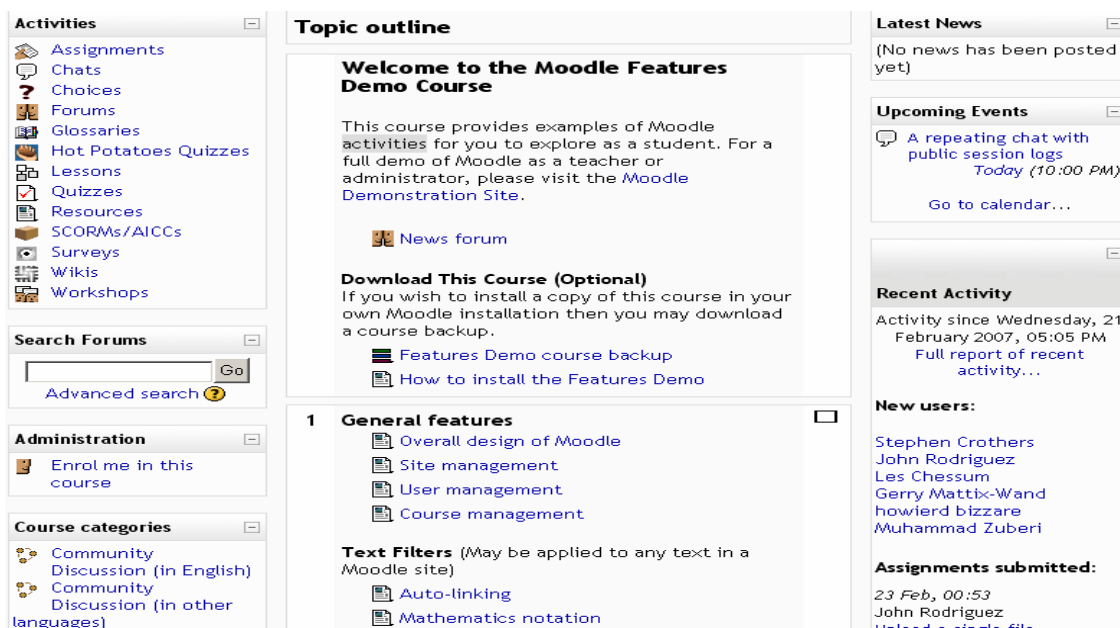 Activities
Assignments
Chats
Choices
Forums
Glossaries
Hot Potatoes Quizzes
Lessons
Quizzes
Resources
SCORMs/AICCs
Surveys
Wikis
Workshops
Search Forums
Go
Advanced search ?
Administration
Enrol me in this
course
Course categories
Community
Discussion (in English)
Community
Discussion (in other
languages)
Topic outline
Welcome to the Moodle Features
Demo Course
This course provides examples of Moodle
activities for you to explore as a student. For a
full demo of Moodle as a teacher or
administrator, please visit the Moodle
Demonstration Site.
News forum
Download This Course (Optional)
If you wish to install a copy of this course in your
own Moodle installation then you may download
a course backup.
Features Demo course backup
How to install the Features Demo
1 General features
Overall design of Moodle
Site management
User management
Course management
Text Filters (May be applied to any text in a
Moodle site)
Auto-linking
Mathematics notation
Latest News
(No news has been posted
yet)
Upcoming Events
A repeating chat with
public session logs
Today (10:00 PM)
Go to calendar...
Recent Activity
Activity since Wednesday, 21
February 2007, 05:05 PM
Full report of recent
activity...
New users:
Stephen Crothers
John Rodriguez
Les Chessum
Gerry Mattix-Wand
howierd bizzare
Muhammad Zuberi
Assignments submitted:
23 Feb, 00:53
John Rodriguez
Upload a single file